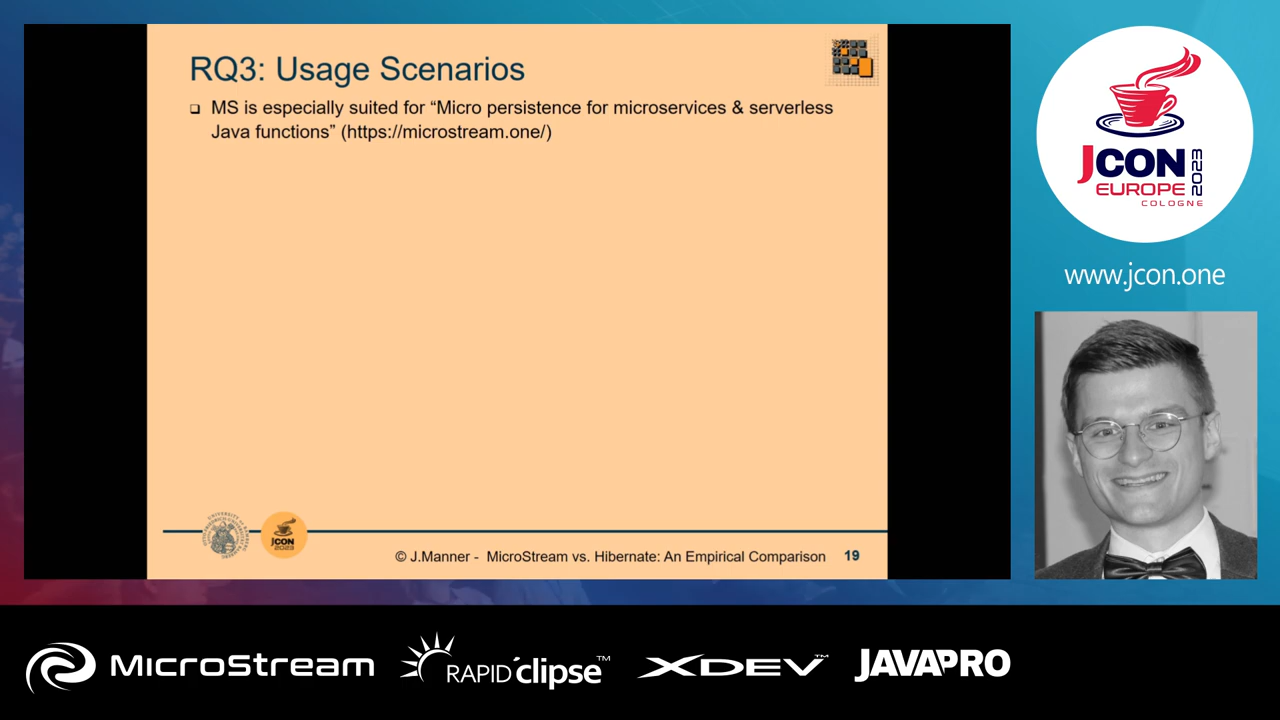 RQ3: Usage Scenarios
❑ MS is especially suited for “Micro persistence for microservices & serverless
Java functions” (https://microstream.one/)
JCON
2023
© J.Manner - MicroStream vs. Hibernate: An Empirical Comparison 19
JCON 2023
EUROPE
COLOGNE
www.jcon.one
MicroStream
RAPIDclipse™
XDEV™
JAVAPRO